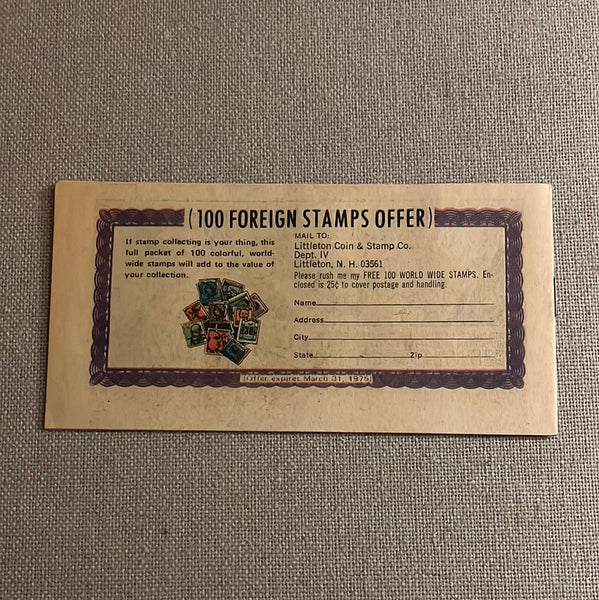 (100 FOREIGN STAMPS OFFER)
If stamp collecting is your thing, this
full packet of 100 colorful, world-
wide stamps will add to the value of
your collection.
MAIL TO:
Littleton Coin & Stamp Co.
Dept. IV
Littleton, N. H. 03561
Please rush me my FREE 100 WORLD WIDE STAMPS. En-
closed is 25¢ to cover postage and handling.
Name
Address
City
State Zip
(Offer expires March 31, 1975)